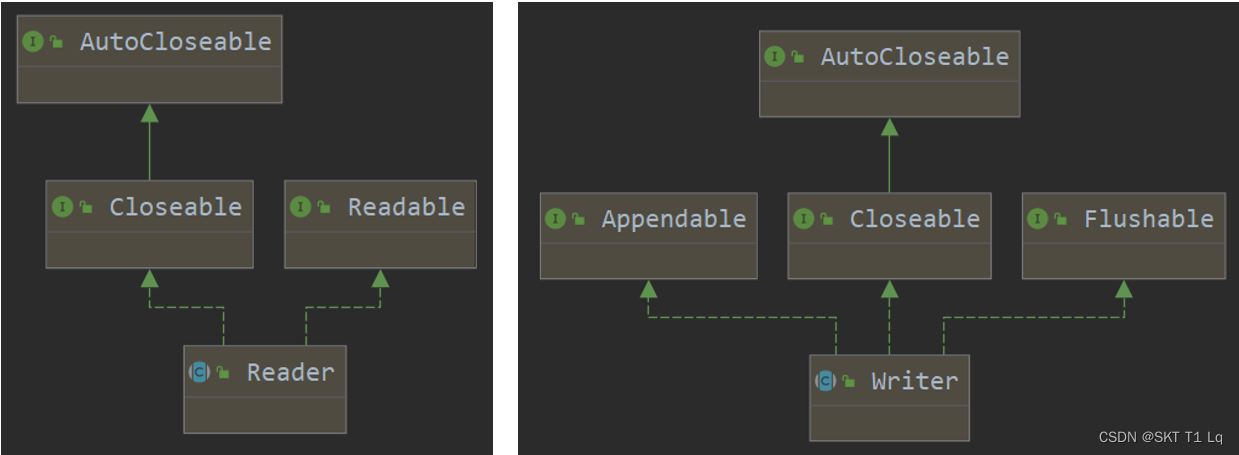 AutoCloseable
Closeable
Readable
Reader
AutoCloseable
Appendable
Closeable
Flushable
Writer
CSDN @SKT T1 Lq